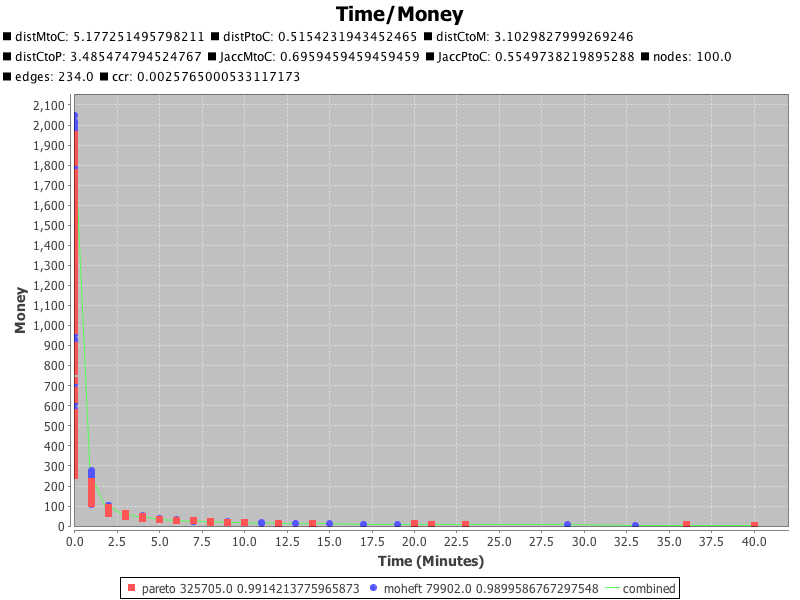 Time/Money
distMtoC: 5.177251495798211 distPtoC: 0.5154231943452465 distCtoM: 3.1029827999269246
distCtoP: 3.485474794524767 JaccMtoC: 0.6959459459459459 JaccPtoC: 0.5549738219895288 nodes: 100.0
edges: 234.0 ccr: 0.0025765000533117173
2,100
2,000
1,900
1,800
1,700
1,600
1,500
1,400
1,300
1,200
1,100
1,000
900
800
700
600
500
400
300
200
100
0
Money
0.0 2.5 5.0 7.5 10.0 12.5 15.0 17.5 20.0 22.5 25.0 27.5 30.0 32.5 35.0 37.5 40.0
Time (Minutes)
pareto 325705.0 0.9914213775965873 moheft 79902.0 0.9899586767297548 combined